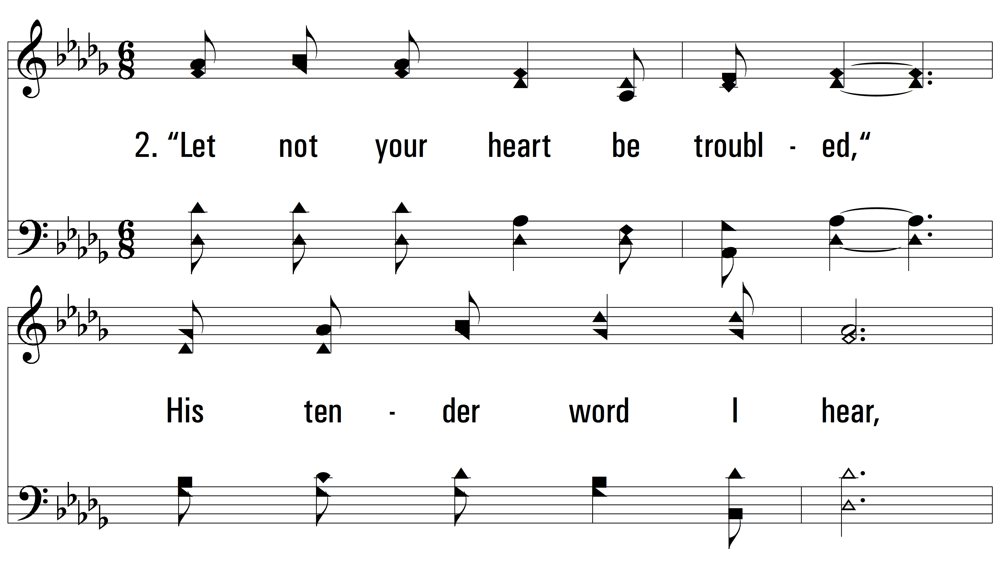 2. “Let not your heart be troubl - ed,“
His ten - der word I hear,